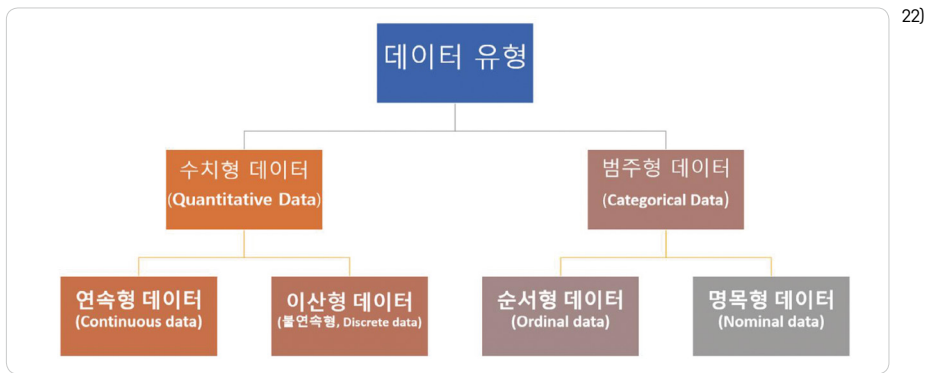 22)
데이터 유형
수치형 데이터
(Quantitative Data)
범주형 데이터
(Categorical Data)
연속형 데이터
(Continuous data)
이산형 데이터
(불연속형, Discrete data)
순서형 데이터
(Ordinal data)
명목형 데이터
(Nominal data)